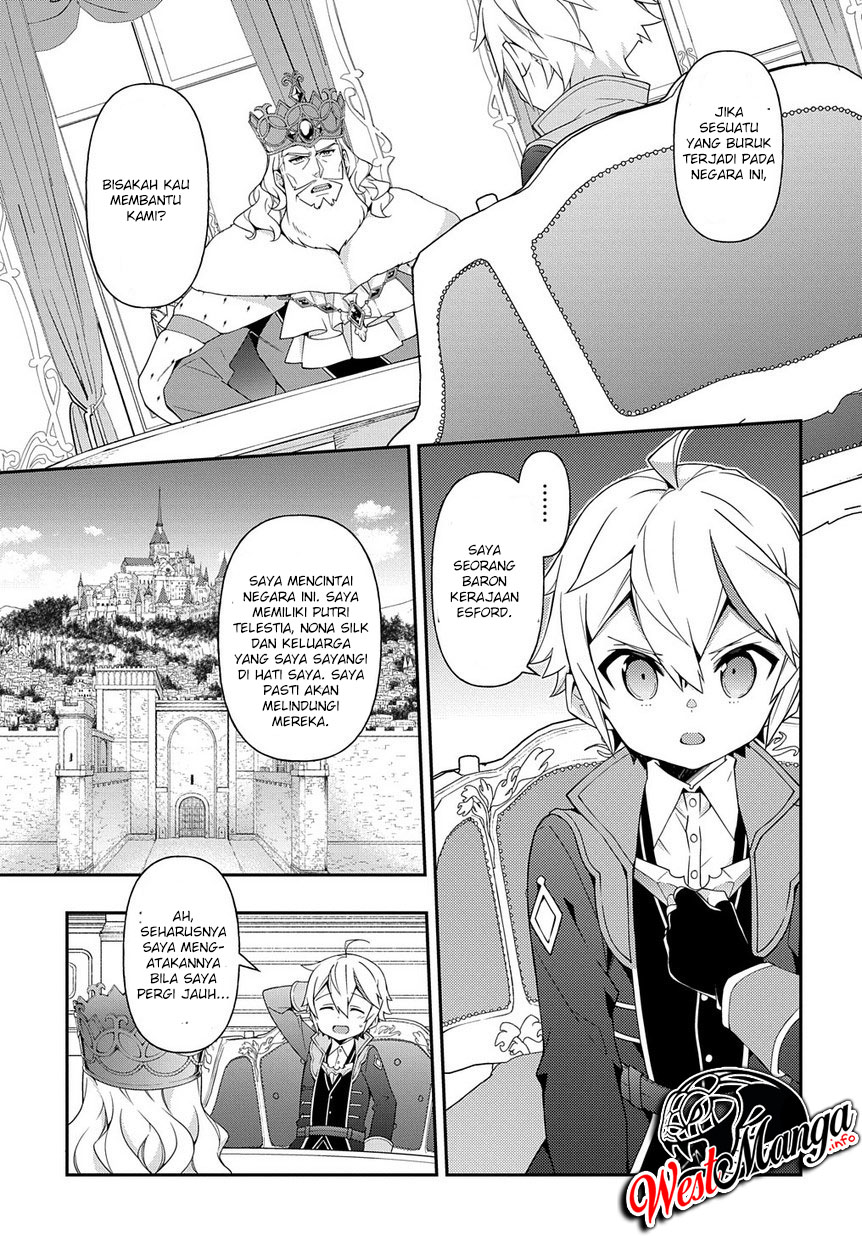 JIKA
SESUATU
YANG BURUK
TERJADI PADA
NEGARA INI,
BISAKAH KAU
MEMBANTU
KAMI?
......
SAYA
SEORANG
BARON
KERAJAAN
ESFORD.
SAYA MENCINTAI
NEGARA INI. SAYA
MEMILIKI PUTRI
TELESTIA, NONA SILK
DAN KELUARGA
YANG SAYA SAYANGI
DI HATI SAYA. SAYA
PASTI AKAN
MELINDUNGI
MEREKA.
AH,
SEHARUSNYA
SAYA MENG-
ATAKANNYA
BILA SAYA
PERGI JAUH...
WestManga
.info